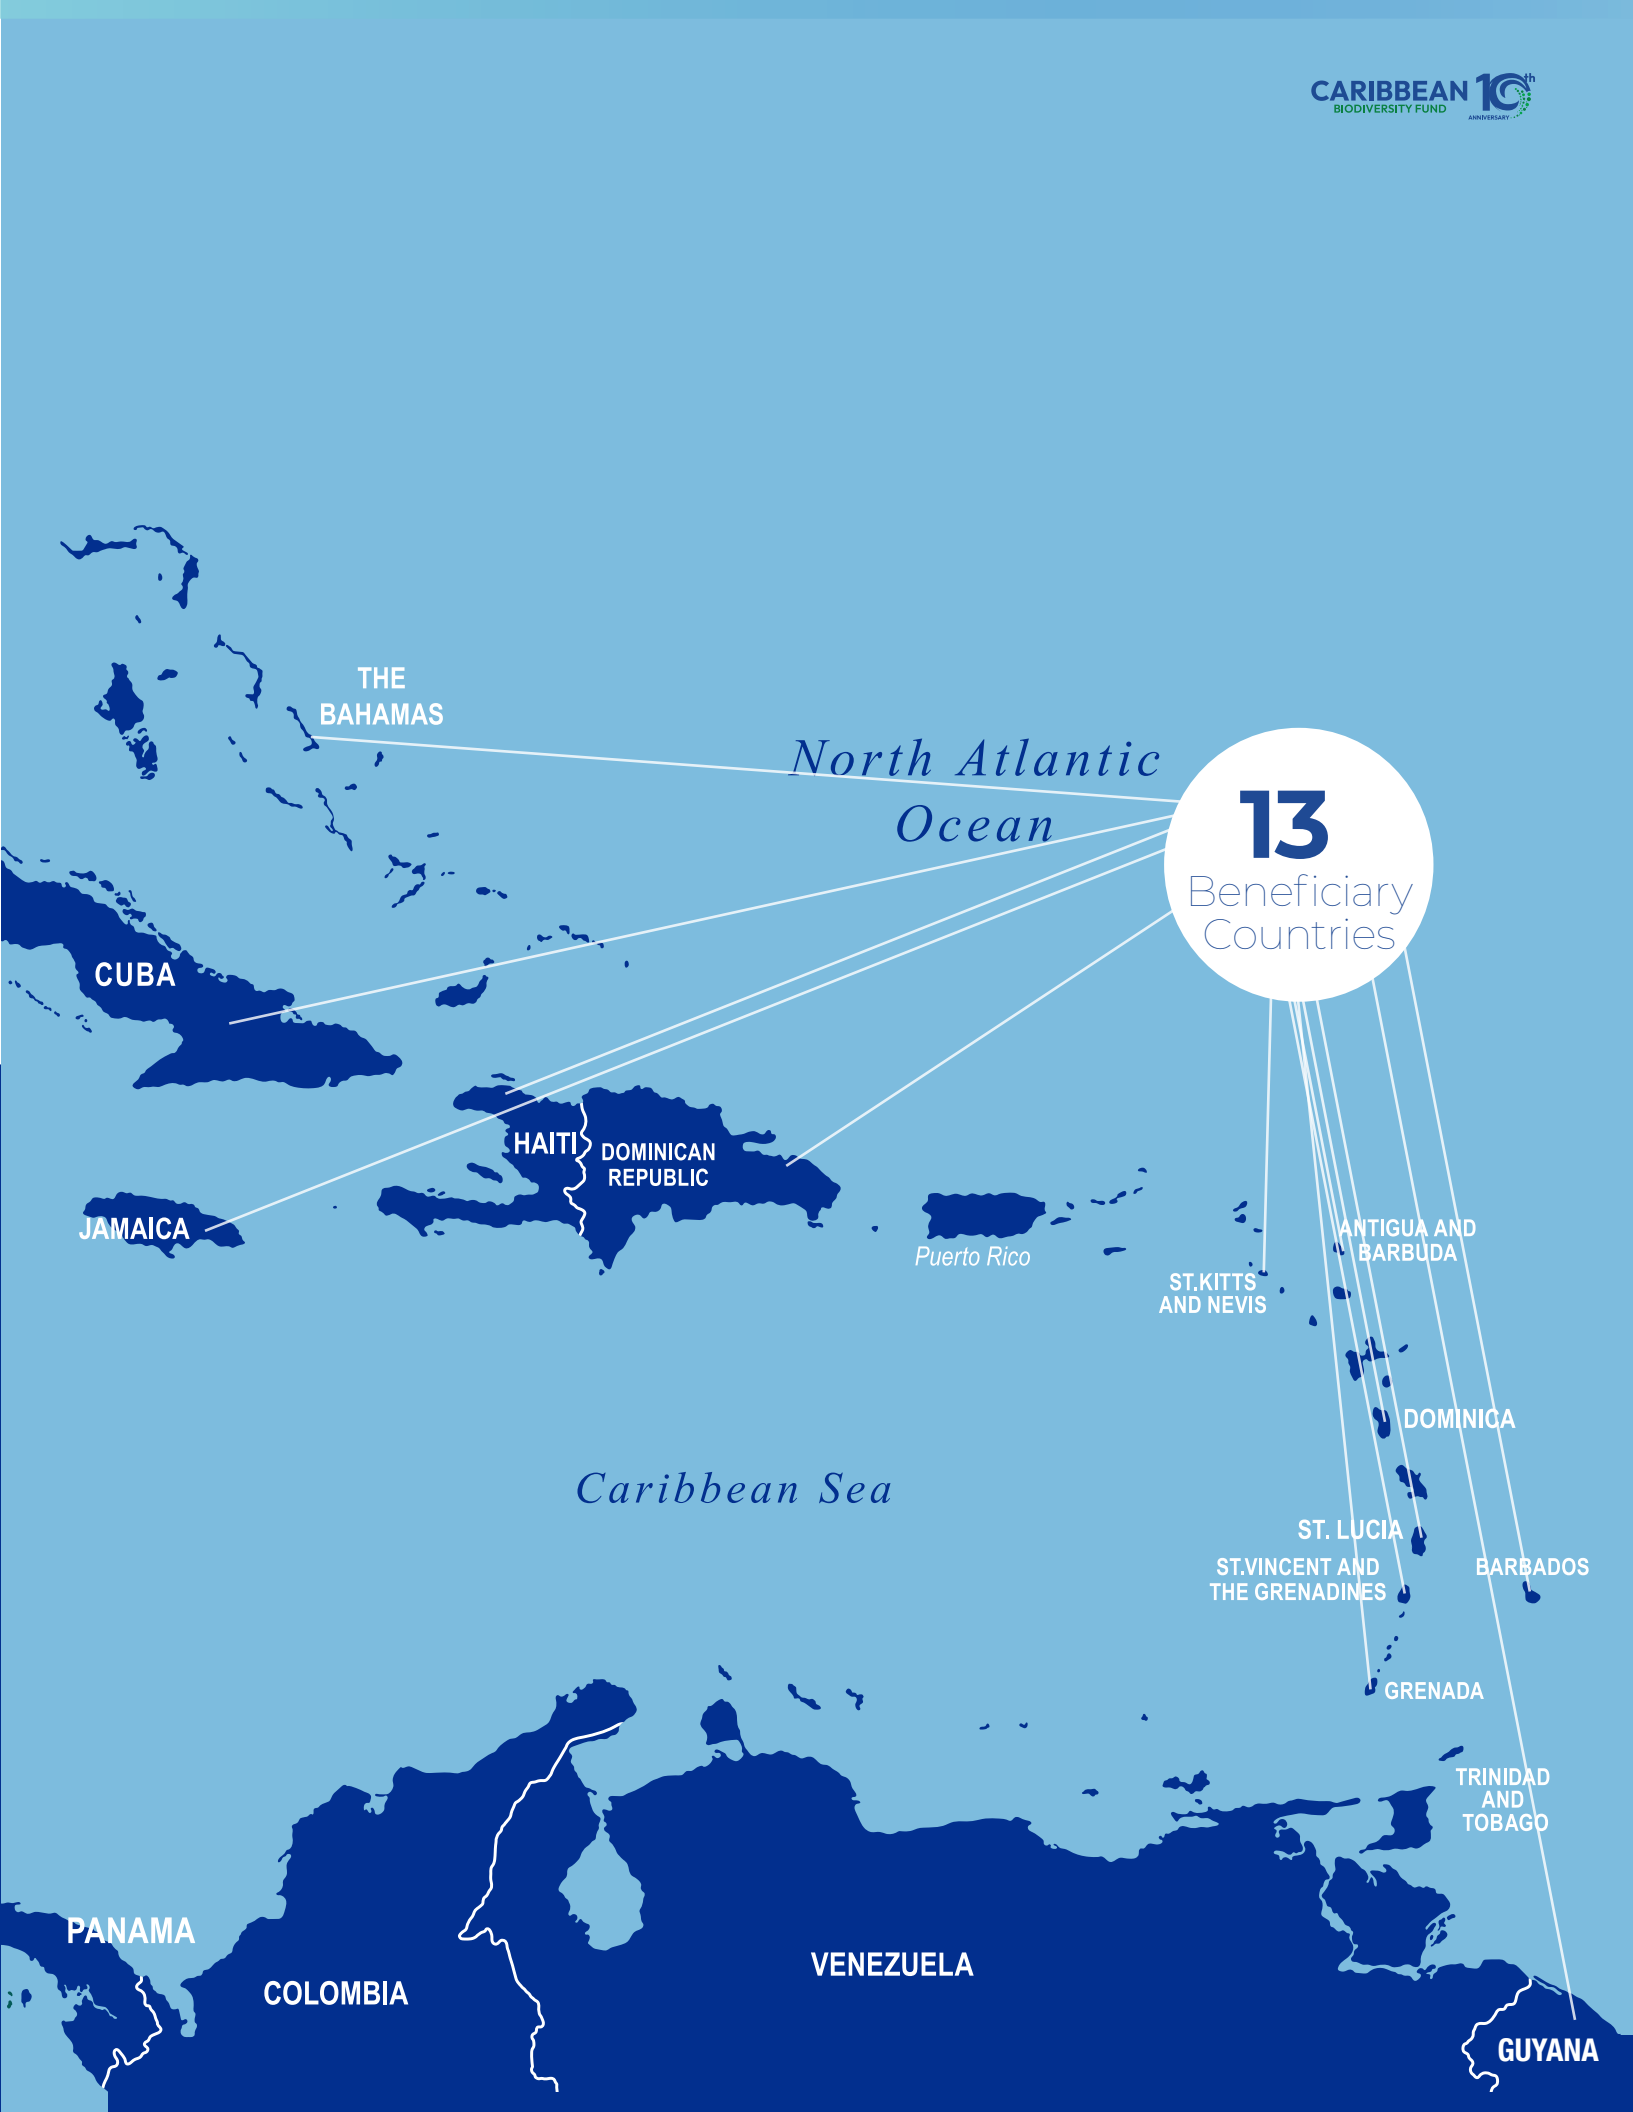 CARIBBEAN 10th
BIODIVERSITY FUND
ANNIVERSARY
THE
BAHAMAS
North Atlantic
Ocean
13
Beneficiary
Countries
CUBA
HAITI
DOMINICAN
REPUBLIC
JAMAICA
Puerto Rico
ANTIGUA AND
BARBUDA
ST.KITTS
AND NEVIS
DOMINICA
Caribbean Sea
ST. LUCIA
ST.VINCENT AND
THE GRENADINES
BARBADOS
GRENADA
TRINIDAD
AND
TOBAGO
PANAMA
COLOMBIA
VENEZUELA
GUYANA